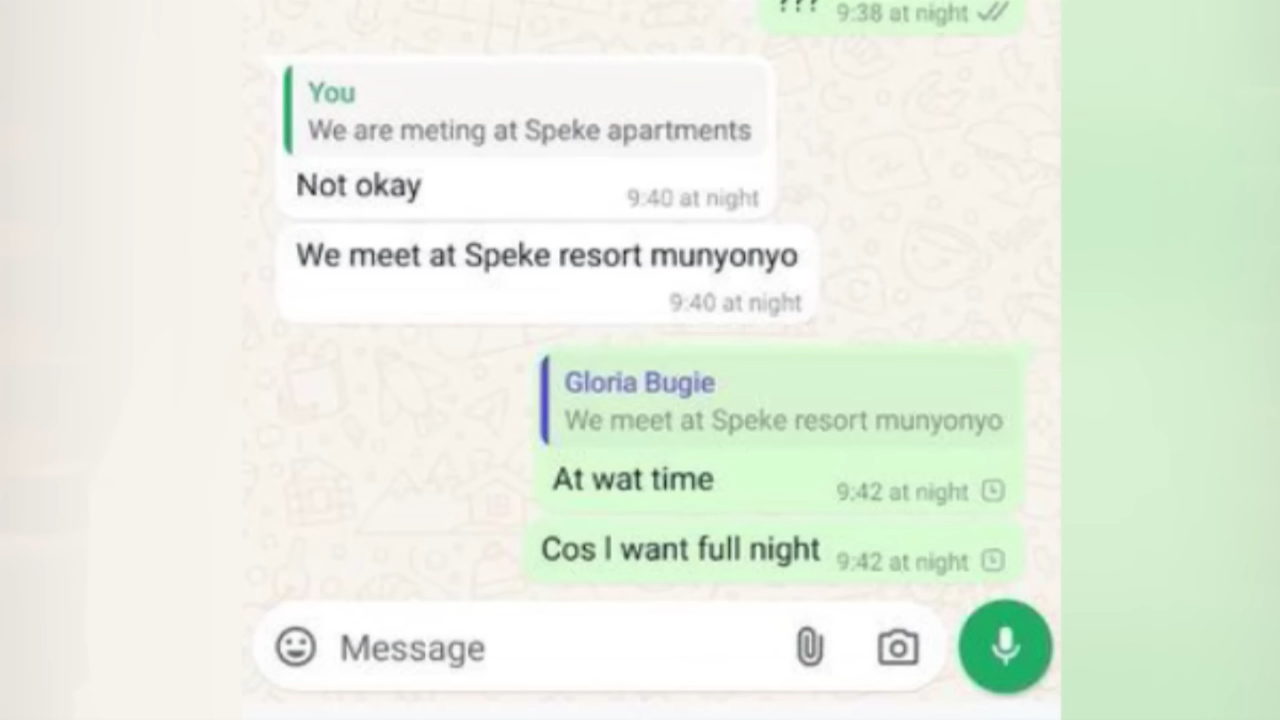 ??? 9:38 at night
You
We are meting at Speke apartments
Not okay 9:40 at night
We meet at Speke resort munyonyo
9:40 at night
Gloria Bugie
We meet at Speke resort munyonyo
At wat time 9:42 at night
Cos I want full night 9:42 at night
Message